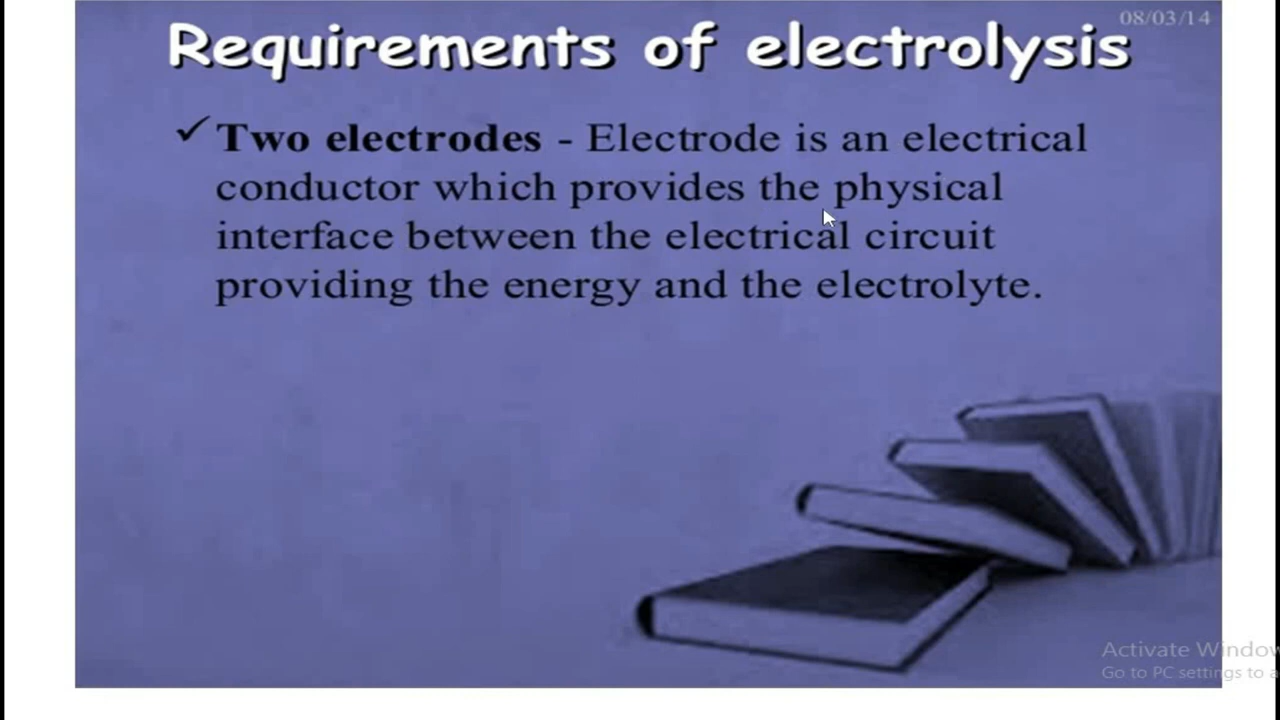 08/03/14
Requirements of electrolysis
✓ Two electrodes - Electrode is an electrical
conductor which provides the physical
interface between the electrical circuit
providing the energy and the electrolyte.
Activate Window
Go to PC settings to a